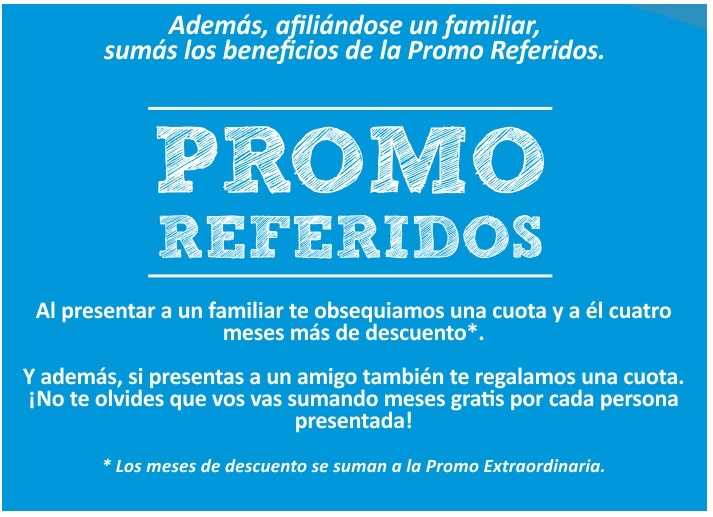 Además, afiliándose un familiar,
sumás los beneficios de la Promo Referidos.
PROMO
REFERIDOS
Al presentar a un familiar te obsequiamos una cuota y a él cuatro
meses más de descuento*.
Y además, si presentas a un amigo también te regalamos una cuota.
¡No te olvides que vos vas sumando meses gratis por cada persona
presentada!
* Los meses de descuento se suman a la Promo Extraordinaria.